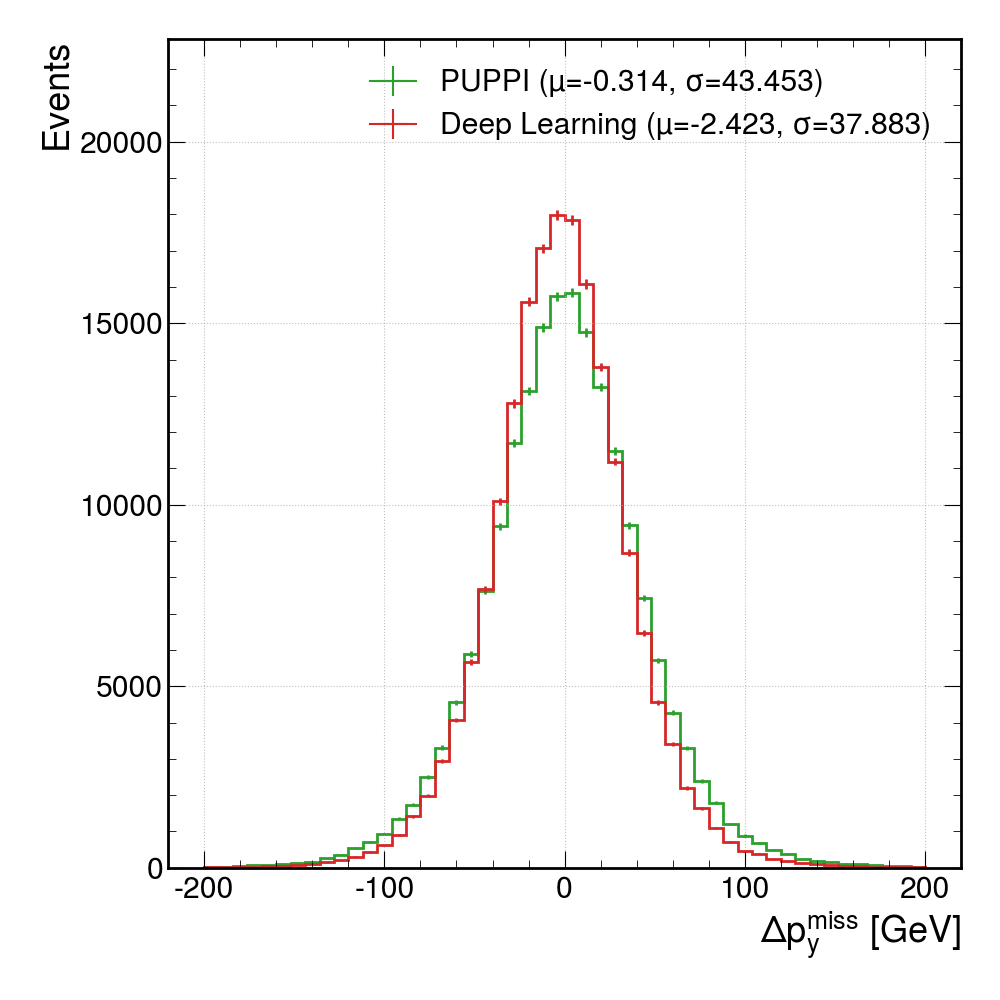 Events
PUPPI (μ=-0.314, σ=43.453)
Deep Learning (μ=-2.423, σ=37.883)
20000
15000
10000
5000
0
-200 -100 0 100 200
Δp_y^miss [GeV]